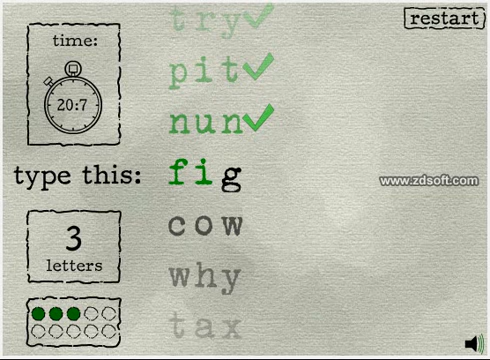 try
restart
time:
pit
20:7
nun
type this:
fig
www.zdsoft.com
3
letters
cow
why
tax